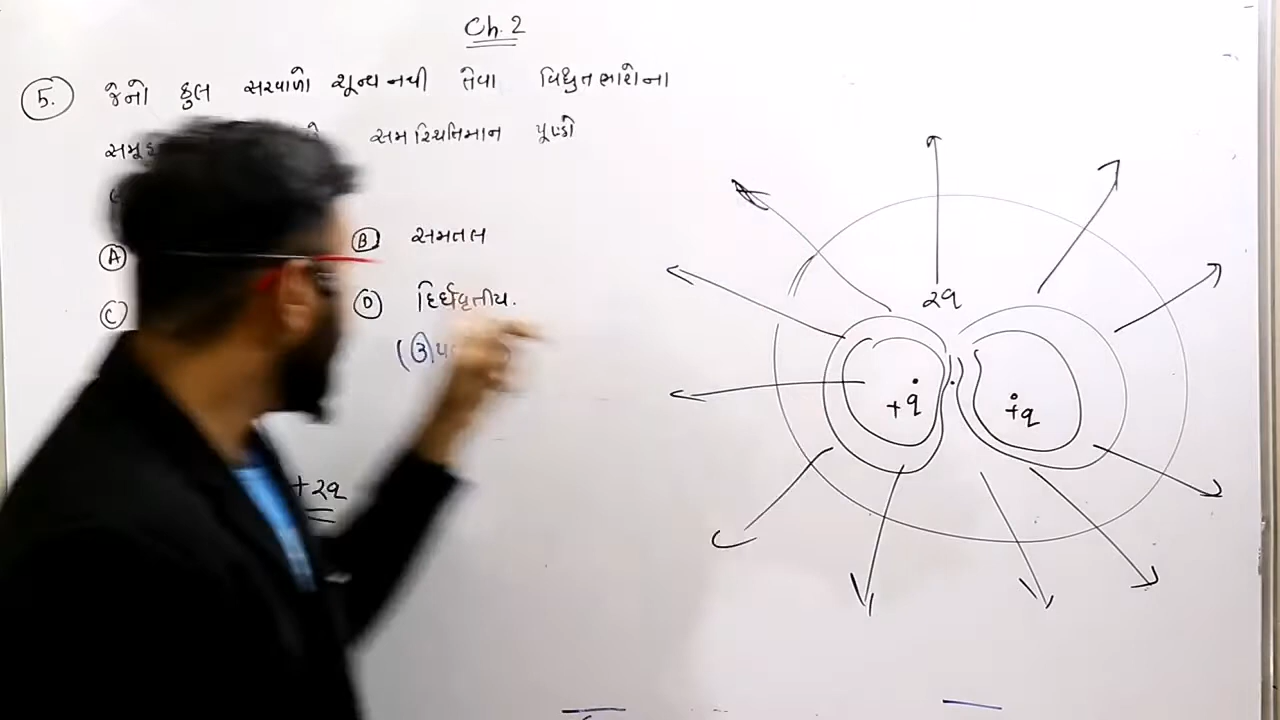 Ch. 2
5. જેનો કુલ સરવાળો શૂન્ય નથી તેવા વિદ્યુતભારોના
સમૂહ સમસ્થિતિમાન પૃષ્ઠો
A B સમતલ
C D દિર્ઘવૃતીય.
+2q
2q
+q +q